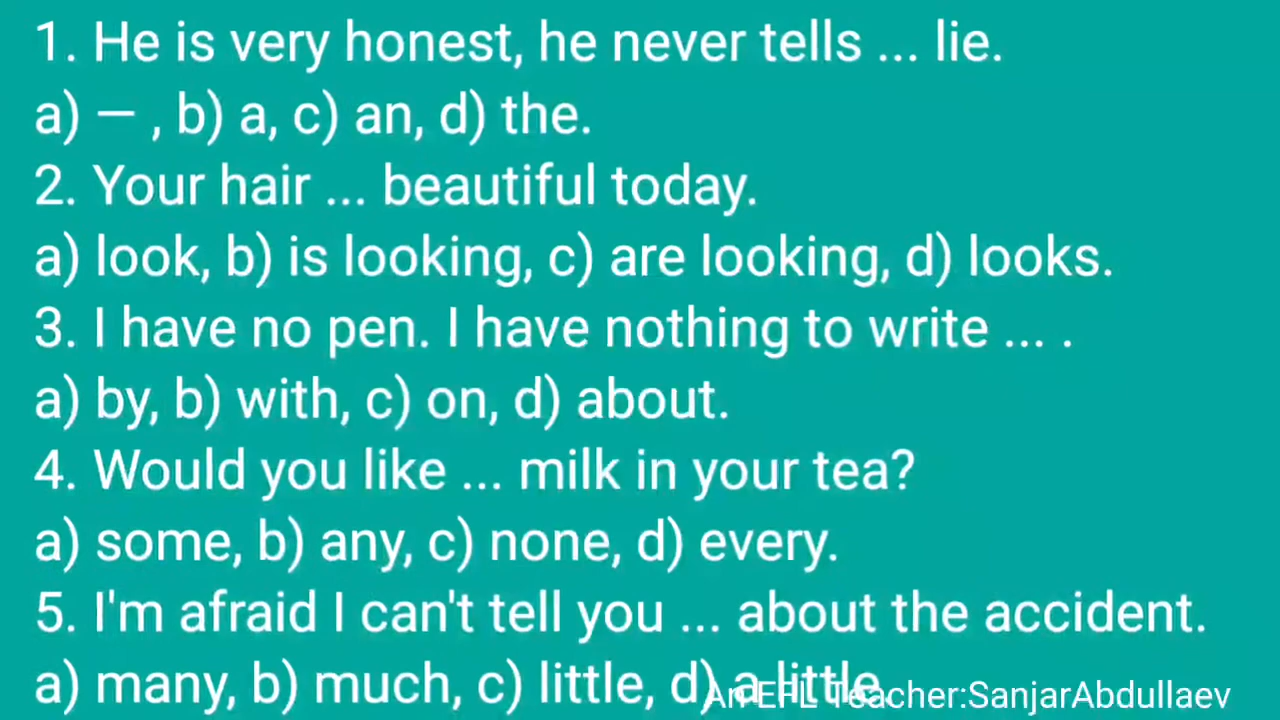 1. He is very honest, he never tells ... lie.
a) — , b) a, c) an, d) the.
2. Your hair ... beautiful today.
a) look, b) is looking, c) are looking, d) looks.
3. I have no pen. I have nothing to write ... .
a) by, b) with, c) on, d) about.
4. Would you like ... milk in your tea?
a) some, b) any, c) none, d) every.
5. I'm afraid I can't tell you ... about the accident.
a) many, b) much, c) little, d) a little.
An EFL Teacher:SanjarAbdullaev